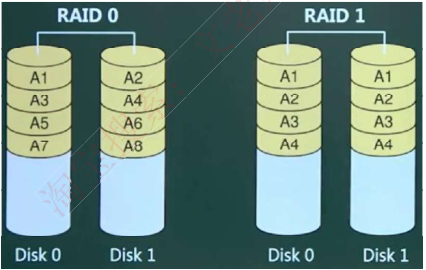 RAID 0
RAID 1
A1
A3
A5
A7
A2
A4
A6
A8
A1
A2
A3
A4
A1
A2
A3
A4
Disk 0
Disk 1
Disk 0
Disk 1